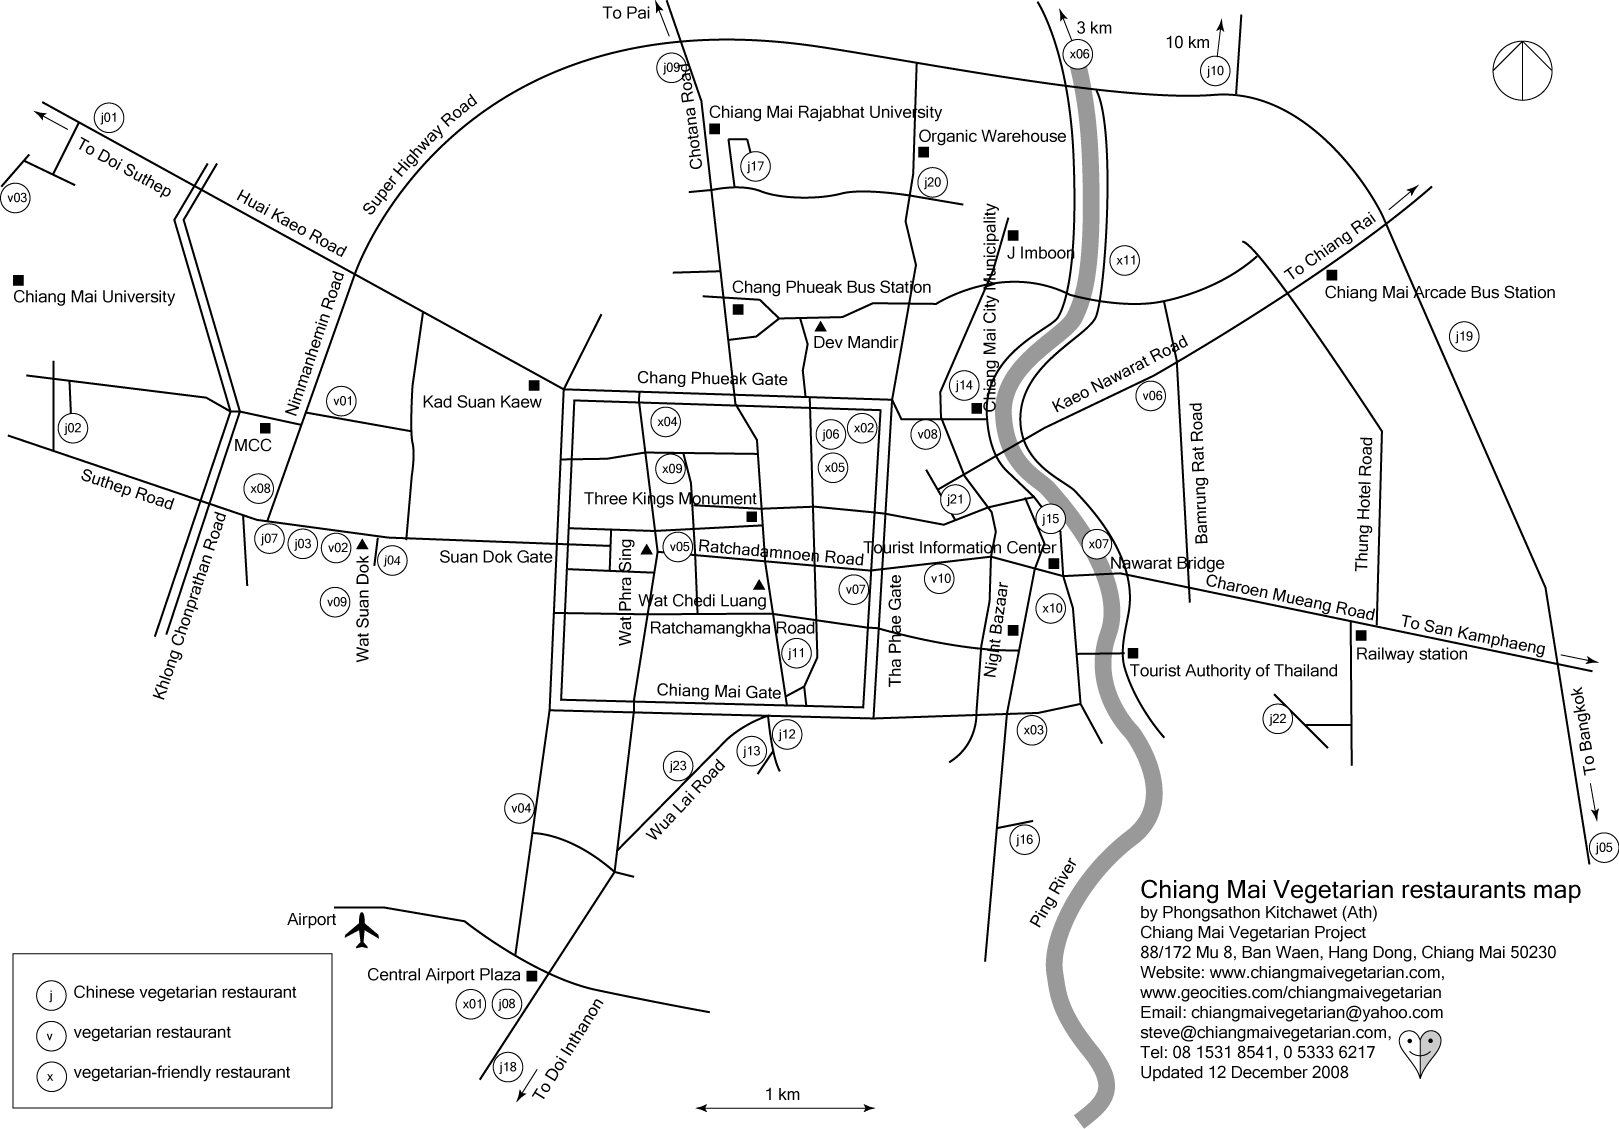 To Pai
3 km
x06
10 km
j10
j09
Chotana Road
j01
To Doi Suthep
v03
Super Highway Road
Huai Kaeo Road
Chiang Mai Rajabhat University
j17
Organic Warehouse
j20
Chiang Mai City Municipality
J Imboon
x11
To Chiang Rai
Chiang Mai Arcade Bus Station
j19
Chiang Mai University
Nimmanhemin Road
Chang Phueak Bus Station
Dev Mandir
Kaeo Nawarat Road
v06
Chang Phueak Gate
Kad Suan Kaew
v01
j14
j02
MCC
x04
j06
x02
v08
x05
x09
Suthep Road
x08
Three Kings Monument
j21
j15
Bamrung Rat Road
Thung Hotel Road
Khlong Chonprathan Road
j07
j03
v02
j04
Wat Suan Dok
v09
Suan Dok Gate
Wat Phra Sing
v05
Ratchadamnoen Road
Tourist Information Center
x07
Nawarat Bridge
v10
v07
Tha Phae Gate
Night Bazaar
x10
Charoen Mueang Road
Wat Chedi Luang
Ratchamangkha Road
j11
To San Kamphaeng
Railway station
Tourist Authority of Thailand
Chiang Mai Gate
j22
x03
j12
j13
j23
Wua Lai Road
To Bangkok
v04
j16
j05
Ping River
Airport
Central Airport Plaza
x01
j08
j18
To Doi Inthanon
j
Chinese vegetarian restaurant
v
vegetarian restaurant
x
vegetarian-friendly restaurant
1 km
Chiang Mai Vegetarian restaurants map
by Phongsathon Kitchawet (Ath)
Chiang Mai Vegetarian Project
88/172 Mu 8, Ban Waen, Hang Dong, Chiang Mai 50230
Website: www.chiangmaivegetarian.com,
www.geocities.com/chiangmaivegetarian
Email: chiangmaivegetarian@yahoo.com
steve@chiangmaivegetarian.com,
Tel: 08 1531 8541, 0 5333 6217
Updated 12 December 2008